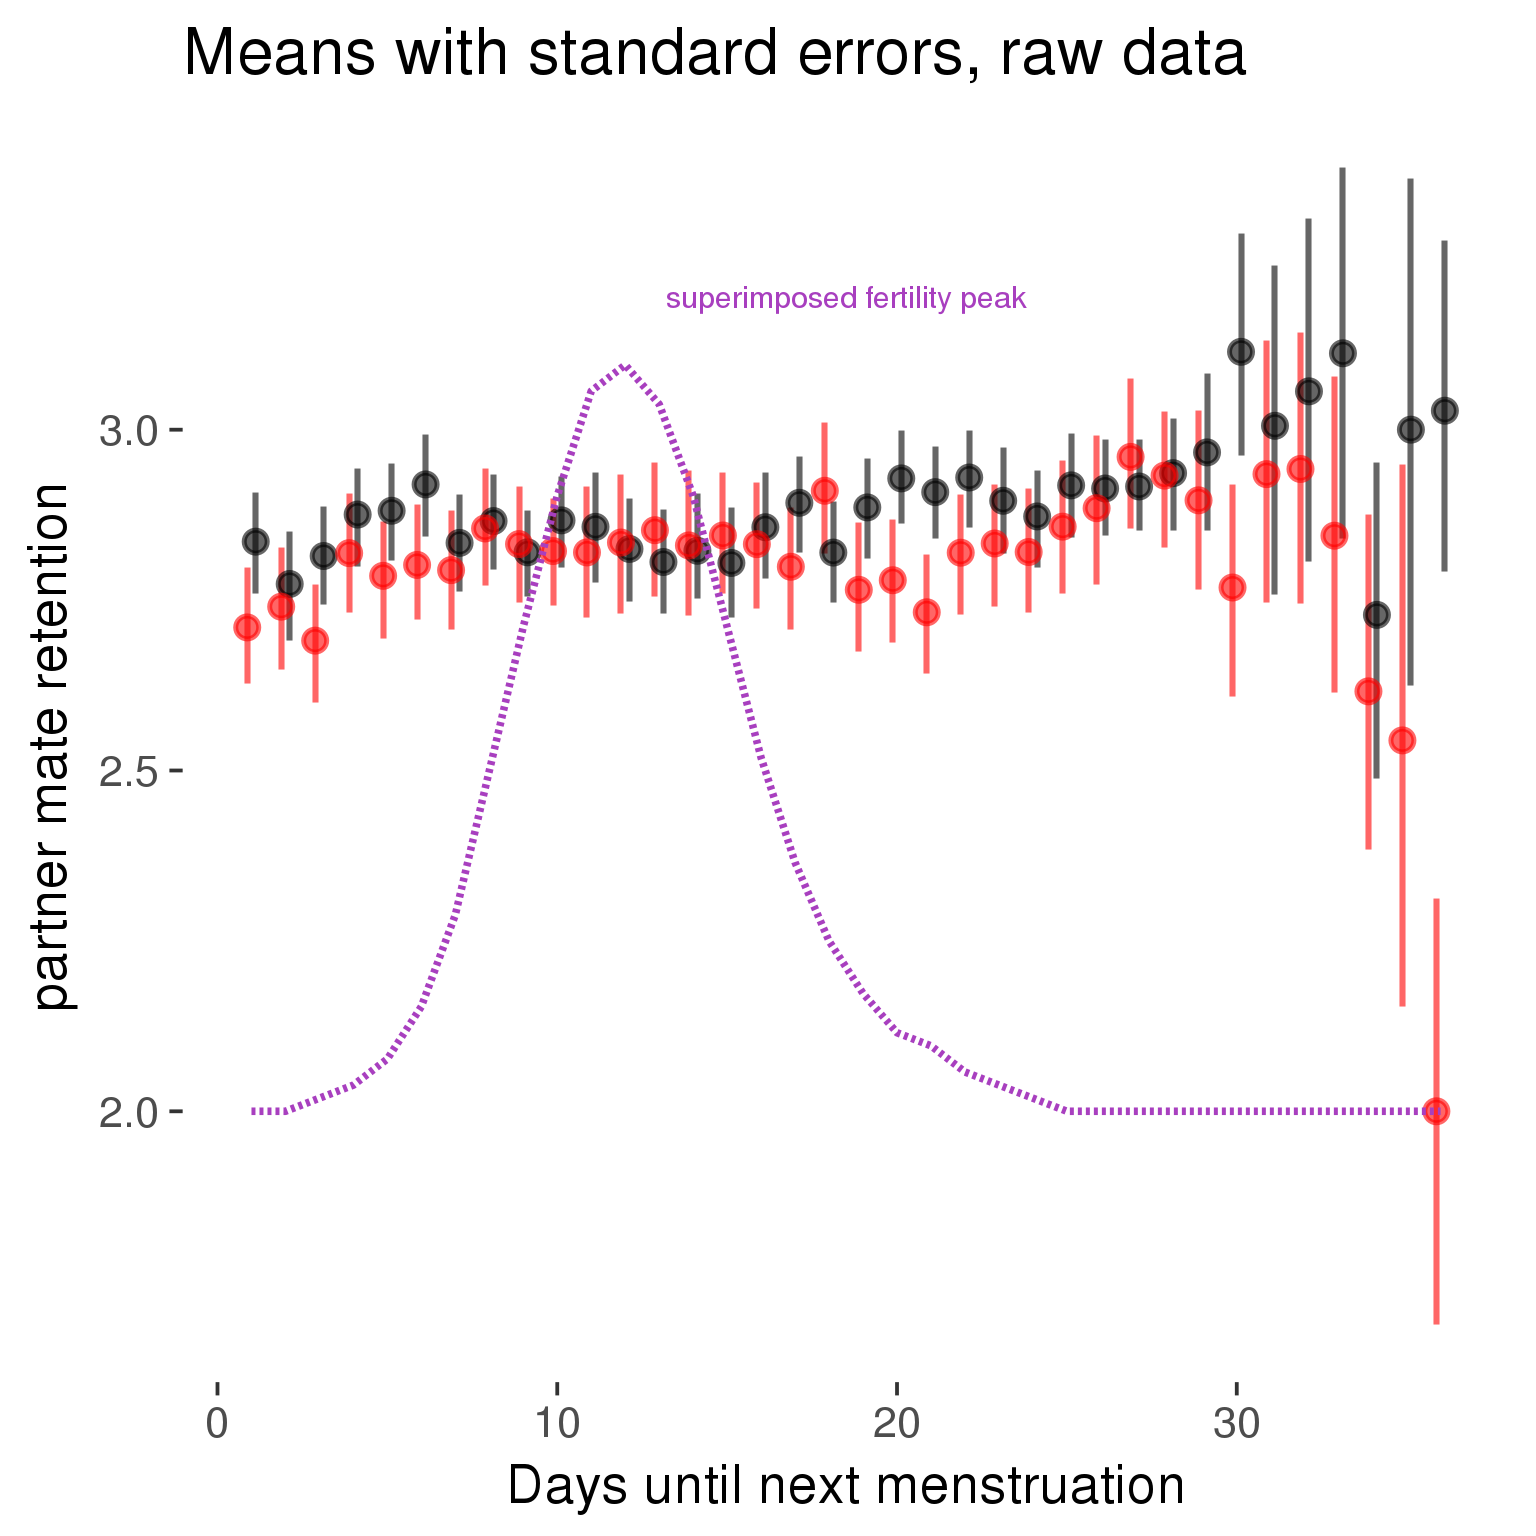 Means with standard errors, raw data
superimposed fertility peak
partner mate retention
3.0
2.5
2.0
0 10 20 30
Days until next menstruation